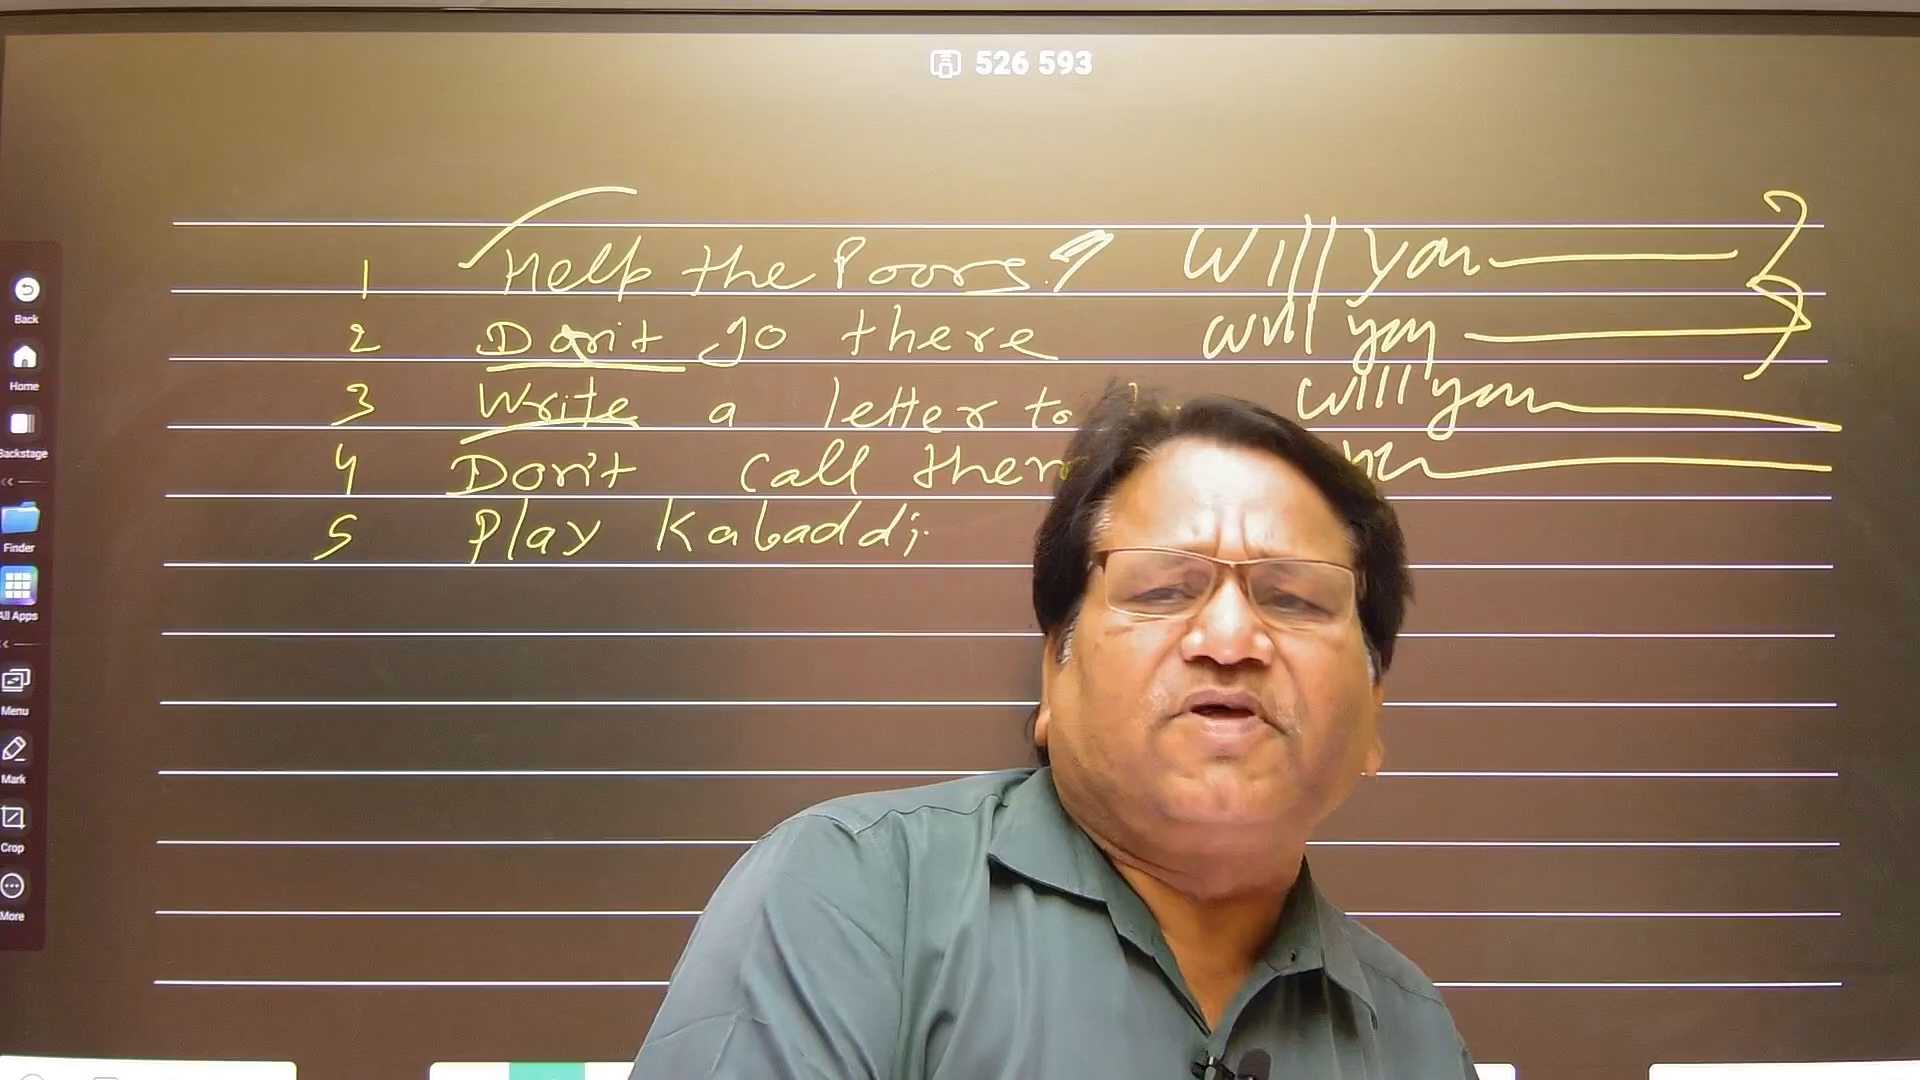 526 593
1 Help the Poors.? Will you ?
2 Don't go there will you ?
3 Write a letter to will you
4 Don't call them
5 Play Kabaddi.
Back
Home
Backstage
Finder
All Apps
Menu
Mark
Crop
More